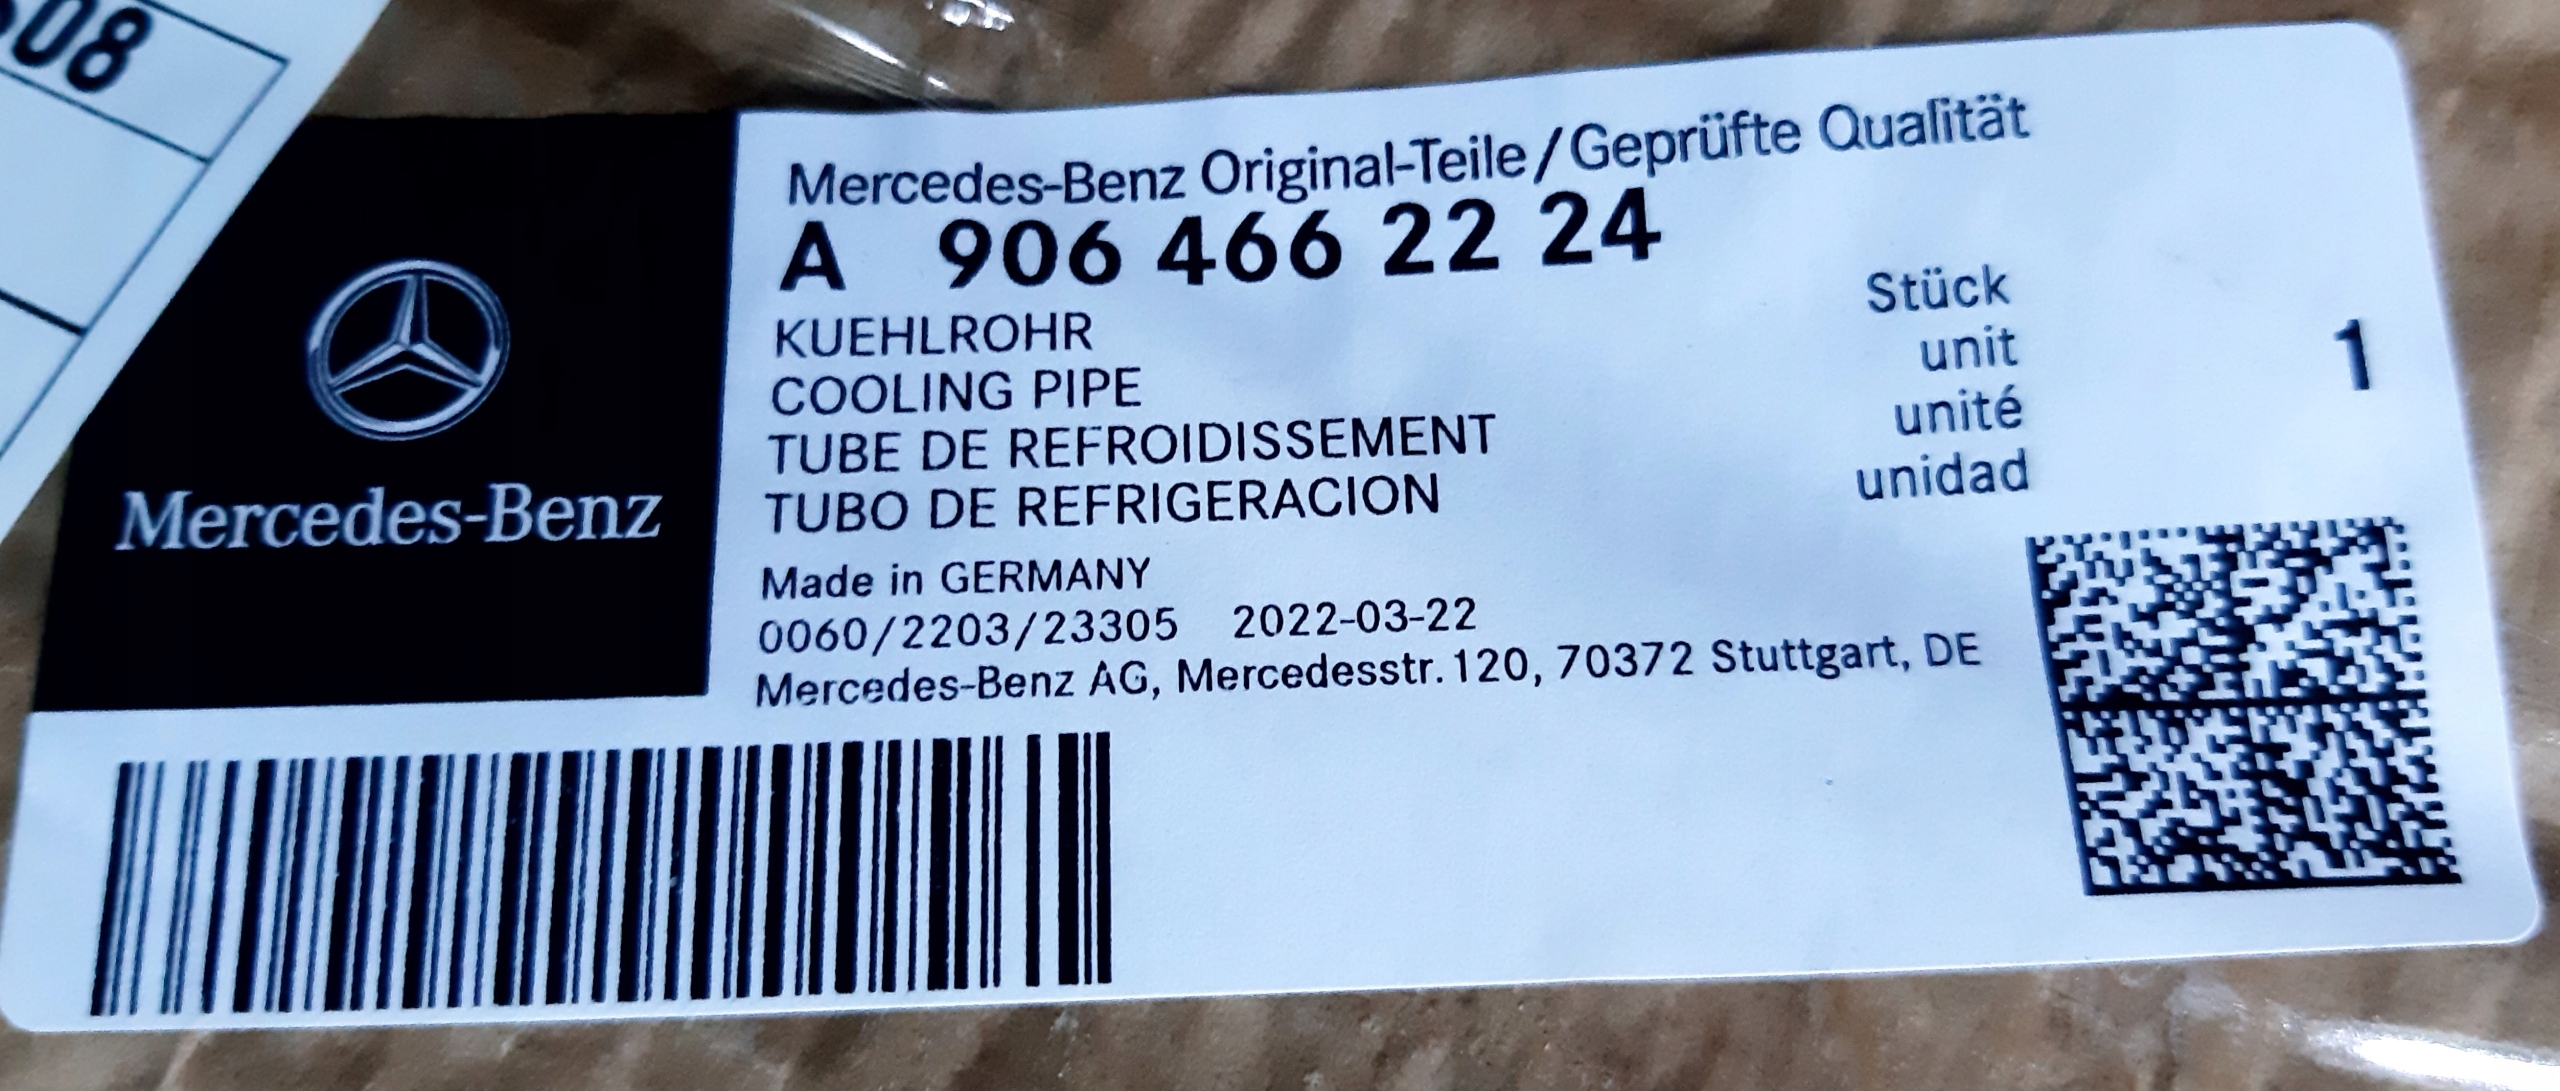 08
Mercedes-Benz
Mercedes-Benz Original-Teile/Geprüfte Qualität
A 906 466 22 24
KUEHLROHR
COOLING PIPE
TUBE DE REFROIDISSEMENT
TUBO DE REFRIGERACION
Stück
unit
unité
unidad
1
Made in GERMANY
0060/2203/23305 2022-03-22
Mercedes-Benz AG, Mercedesstr. 120, 70372 Stuttgart, DE